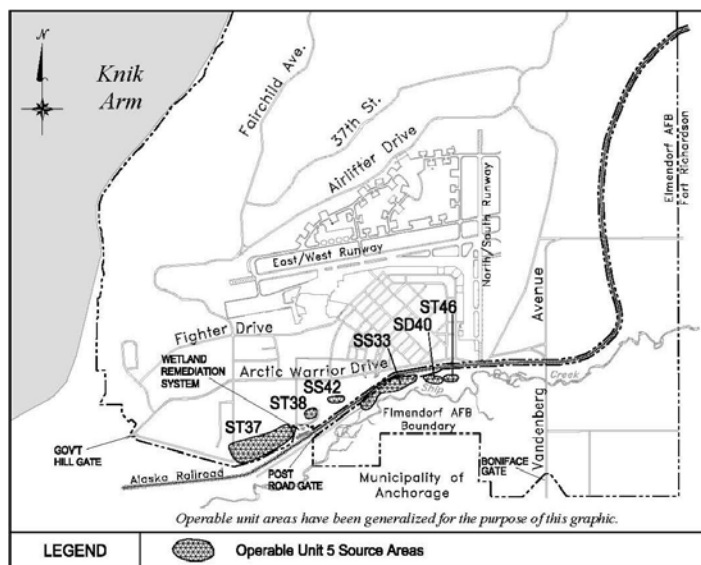 N
Knik
Arm
Fairchild Ave.
37th St.
Airlifter Drive
Elmendorf AFB
Fort Richardson
East/West Runway
North/South Runway
ST46
SD40
SS33
Avenue
Fighter Drive
WETLAND
REMEDIATION
SYSTEM
Arctic Warrior Drive
SS42
ST38
ST37
Ship
Creek
Elmendorf AFB
Boundary
Vandenberg
GOV'T
HILL GATE
Alaska Railroad
POST
ROAD GATE
BONIFACE
GATE
Municipality of
Anchorage
Operable unit areas have been generalized for the purpose of this graphic.
LEGEND
Operable Unit 5 Source Areas